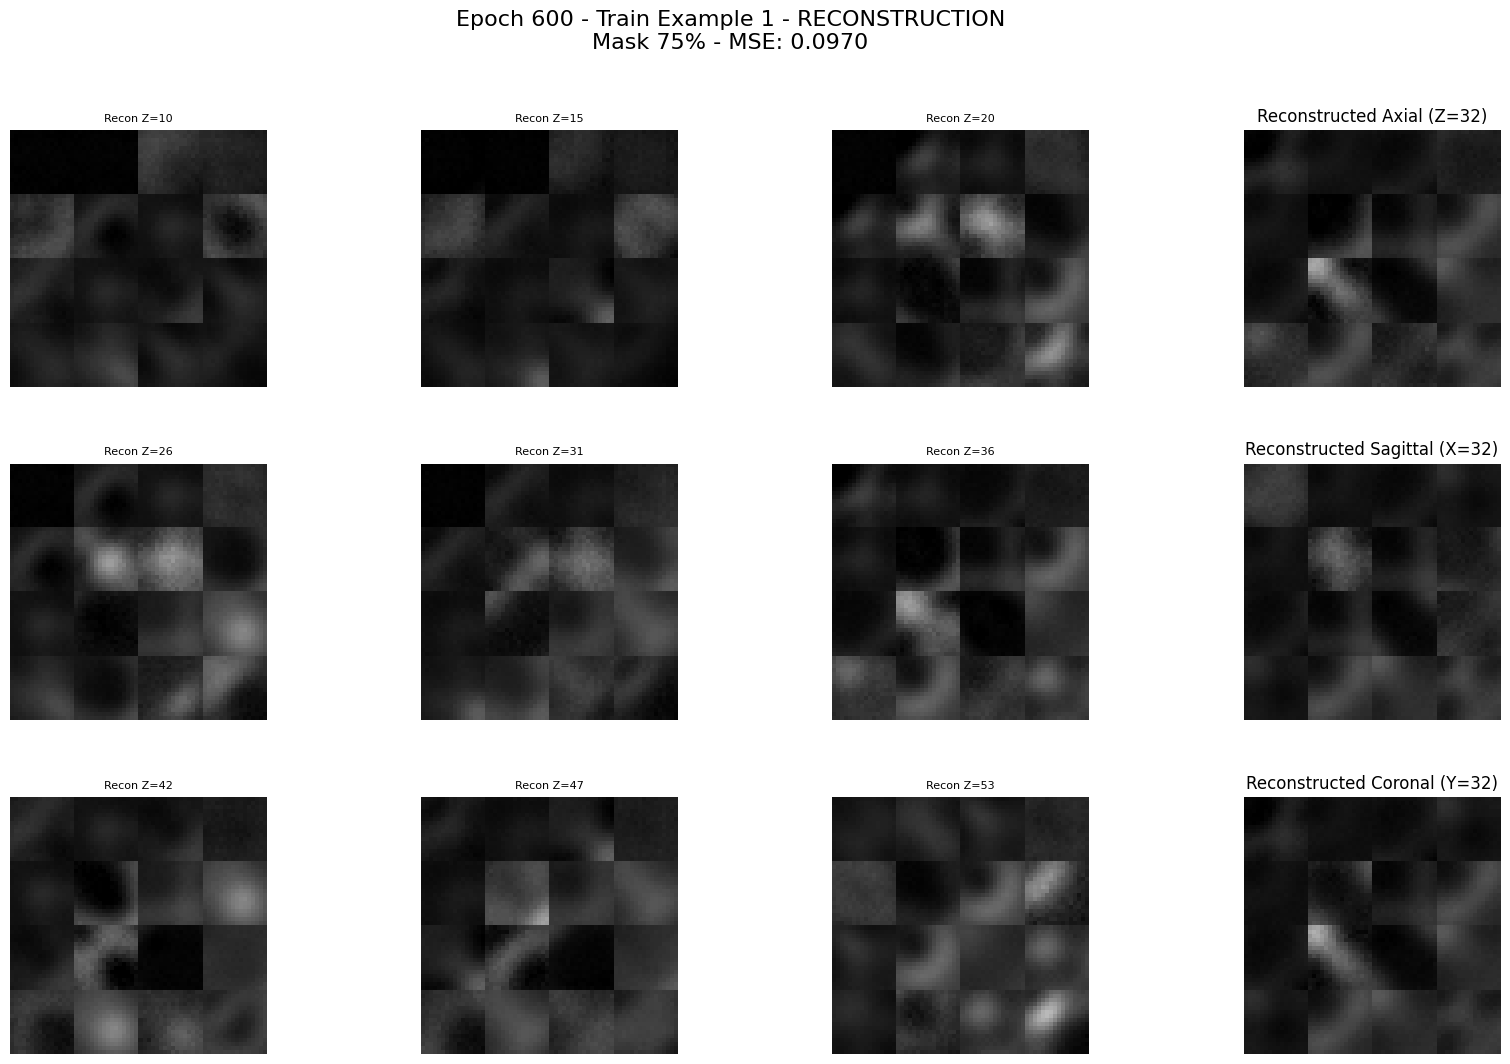 Epoch 600 - Train Example 1 - RECONSTRUCTION
Mask 75% - MSE: 0.0970
Recon Z=10
Recon Z=15
Recon Z=20
Reconstructed Axial (Z=32)
Recon Z=26
Recon Z=31
Recon Z=36
Reconstructed Sagittal (X=32)
Recon Z=42
Recon Z=47
Recon Z=53
Reconstructed Coronal (Y=32)